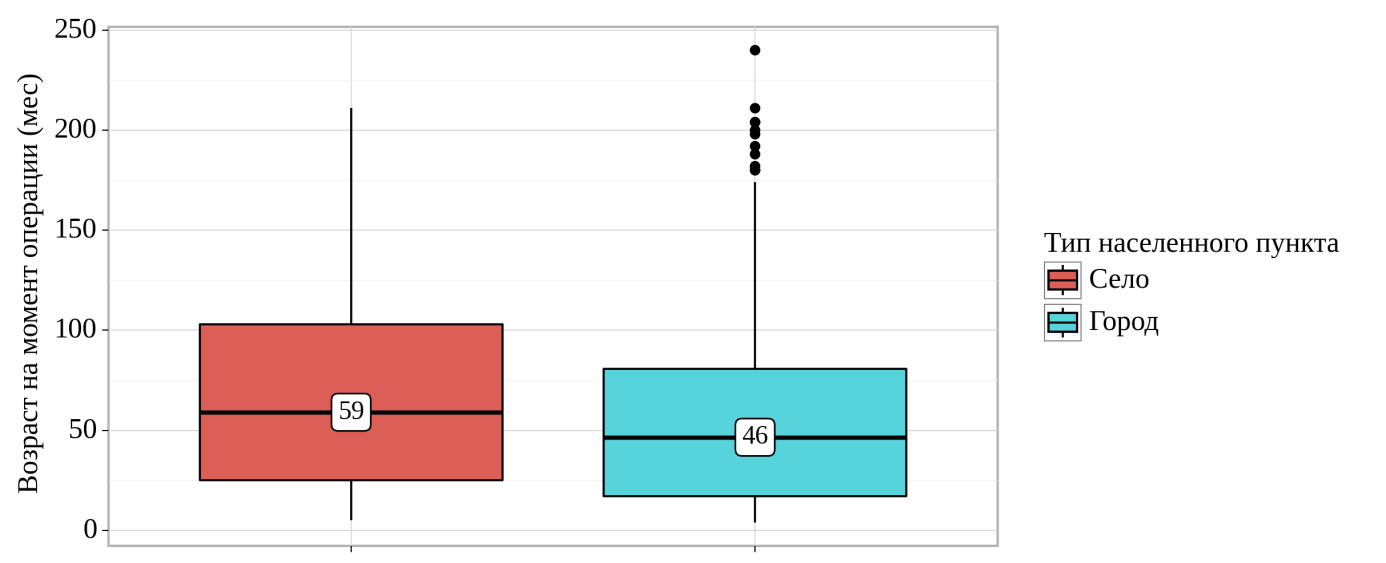 Возраст на момент операции (мес)
250
200
150
100
50
0
59
46
Тип населенного пункта
Село
Город